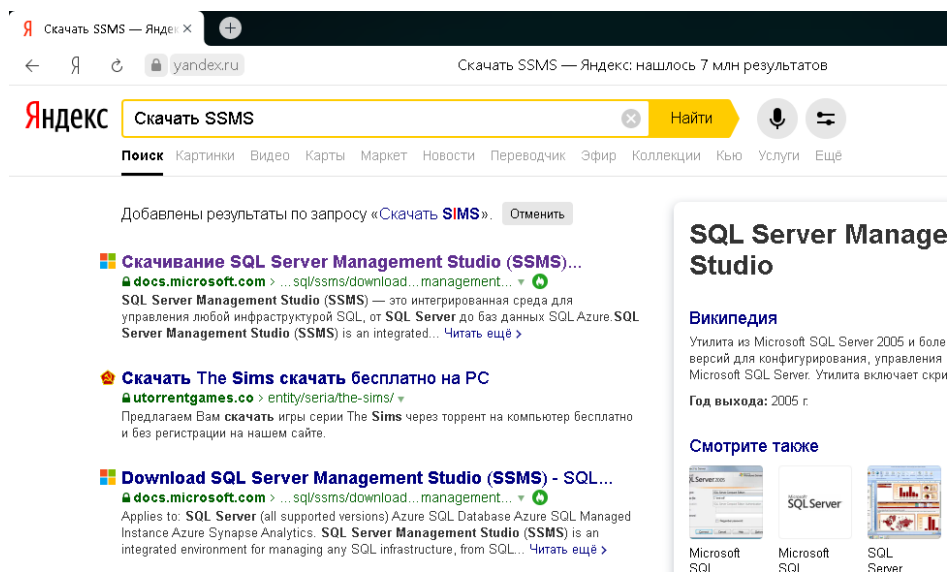 Я Скачать SSMS — Яндек
Я yandex.ru Скачать SSMS — Яндекс: нашлось 7 млн результатов
Яндекс Скачать SSMS Найти
Поиск Картинки Видео Карты Маркет Новости Переводчик Эфир Коллекции Кью Услуги Ещё
Добавлены результаты по запросу «Скачать SIMS». Отменить
Скачивание SQL Server Management Studio (SSMS)...
docs.microsoft.com > ...sql/ssms/download...management...
SQL Server Management Studio (SSMS) — это интегрированная среда для
управления любой инфраструктурой SQL, от SQL Server до баз данных SQL Azure. SQL
Server Management Studio (SSMS) is an integrated... Читать ещё >
Скачать The Sims скачать бесплатно на PC
utorrentgames.co > entity/seria/the-sims/
Предлагаем Вам скачать игры серии The Sims через торрент на компьютер бесплатно
и без регистрации на нашем сайте.
Download SQL Server Management Studio (SSMS) - SQL...
docs.microsoft.com > ...sql/ssms/download...management...
Applies to: SQL Server (all supported versions) Azure SQL Database Azure SQL Managed
Instance Azure Synapse Analytics. SQL Server Management Studio (SSMS) is an
integrated environment for managing any SQL infrastructure, from SQL... Читать ещё >
SQL Server Manage
Studio
Википедия
Утилита из Microsoft SQL Server 2005 и боле
версий для конфигурирования, управления
Microsoft SQL Server. Утилита включает скри
Год выхода: 2005 г.
Смотрите также
SQL Server
Microsoft
SQL
Microsoft
SQL
SQL
Server